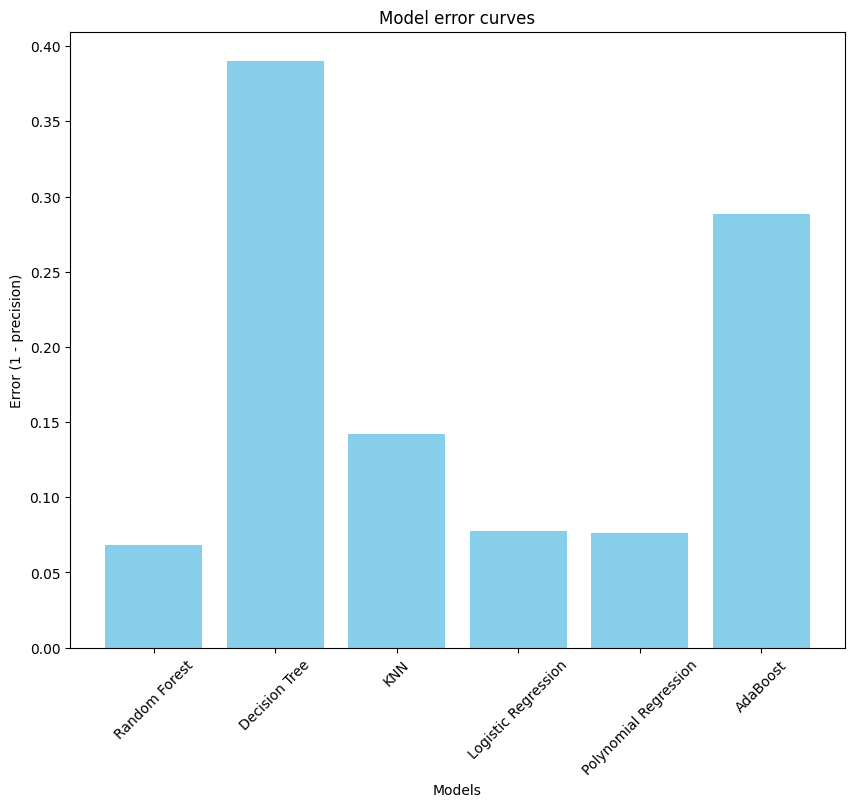 Model error curves
Error (1 - precision)
0.40
0.35
0.30
0.25
0.20
0.15
0.10
0.05
0.00
Random Forest
Decision Tree
KNN
Logistic Regression
Polynomial Regression
AdaBoost
Models